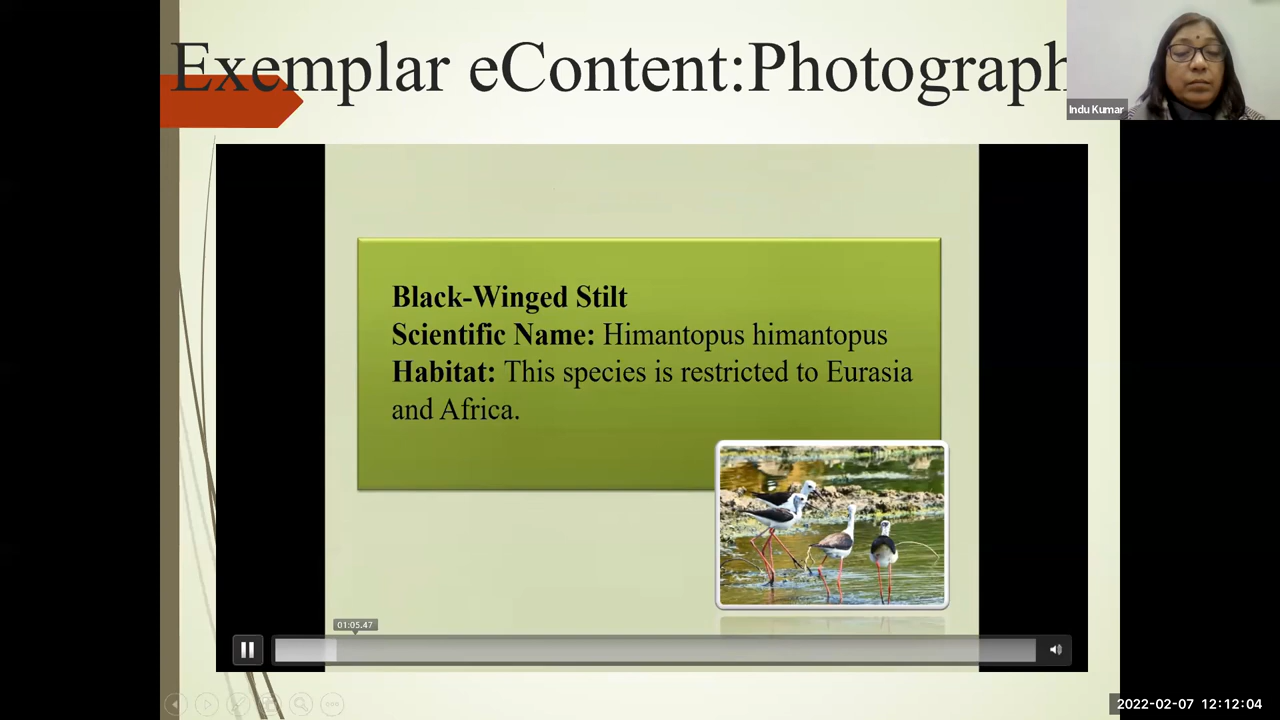 Exemplar eContent:Photograph
Indu Kumar
Black-Winged Stilt
Scientific Name: Himantopus himantopus
Habitat: This species is restricted to Eurasia
and Africa.
01:05.47
2022-02-07 12:12:04